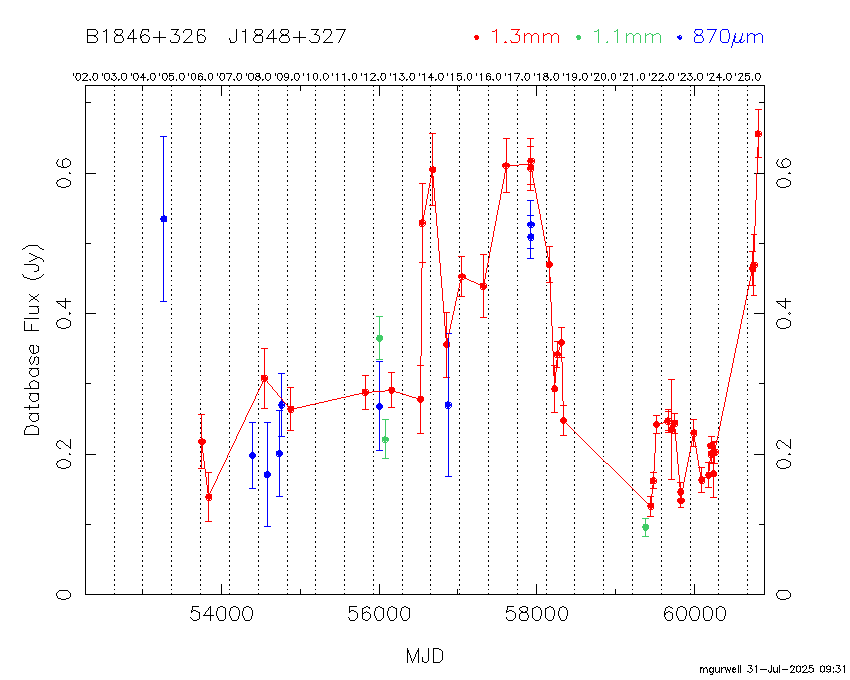 B1846+326 J1848+327 1.3mm 1.1mm 870μm
'02.0 '03.0 '04.0 '05.0 '06.0 '07.0 '08.0 '09.0 '10.0 '11.0 '12.0 '13.0 '14.0 '15.0 '16.0 '17.0 '18.0 '19.0 '20.0 '21.0 '22.0 '23.0 '24.0 '25.0
0.6 0.6
0.4 0.4
Database Flux (Jy)
0.2 0.2
0 0
54000 56000 58000 60000
MJD
mgurwell 31-Jul-2025 09:31